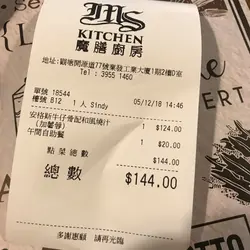 MS
KITCHEN
魔膳廚房
地址:觀塘開源道77號業發工業大廈1期2樓D室
Tel : 3955 1460
單號 18544 05/12/18 14:46
檯號 812 1 人 Sindy
安格斯牛仔骨配和風燒汁 1 $124.00
(加薯蓉) 1 $20.00
午間自助餐
點菜總數 $144.00
總數 $144.00
多謝惠顧 請再光臨